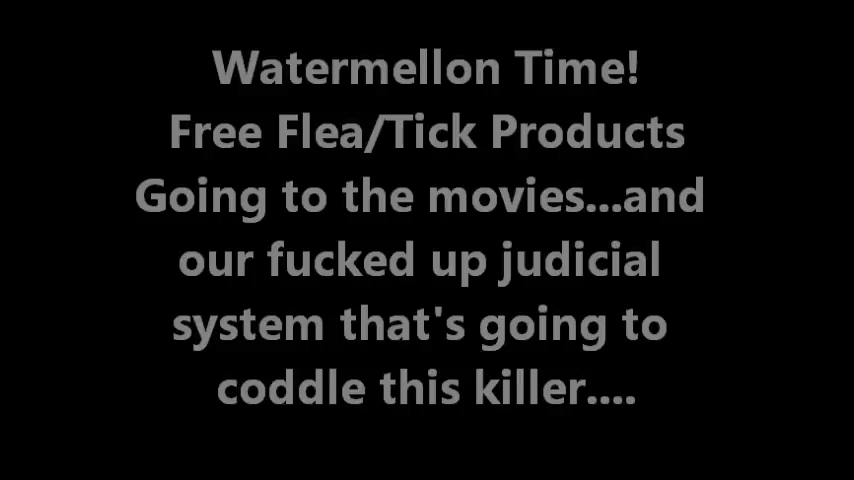 Watermellon Time!
Free Flea/Tick Products
Going to the movies...and
our fucked up judicial
system that's going to
coddle this killer....